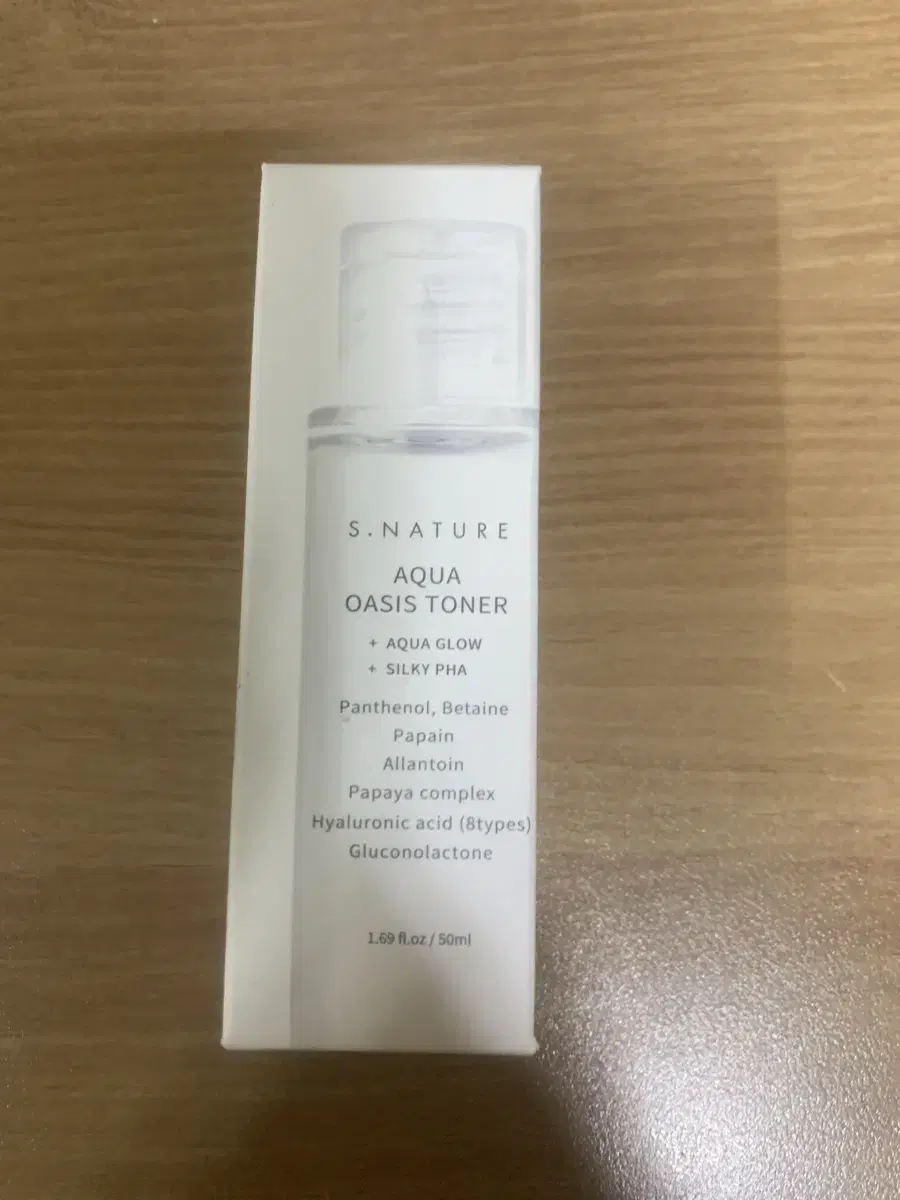 S.NATURE
AQUA
OASIS TONER
+ AQUA GLOW
+ SILKY PHA
Panthenol, Betaine
Papain
Allantoin
Papaya complex
Hyaluronic acid (8types)
Gluconolactone
1.69 fl.oz / 50ml